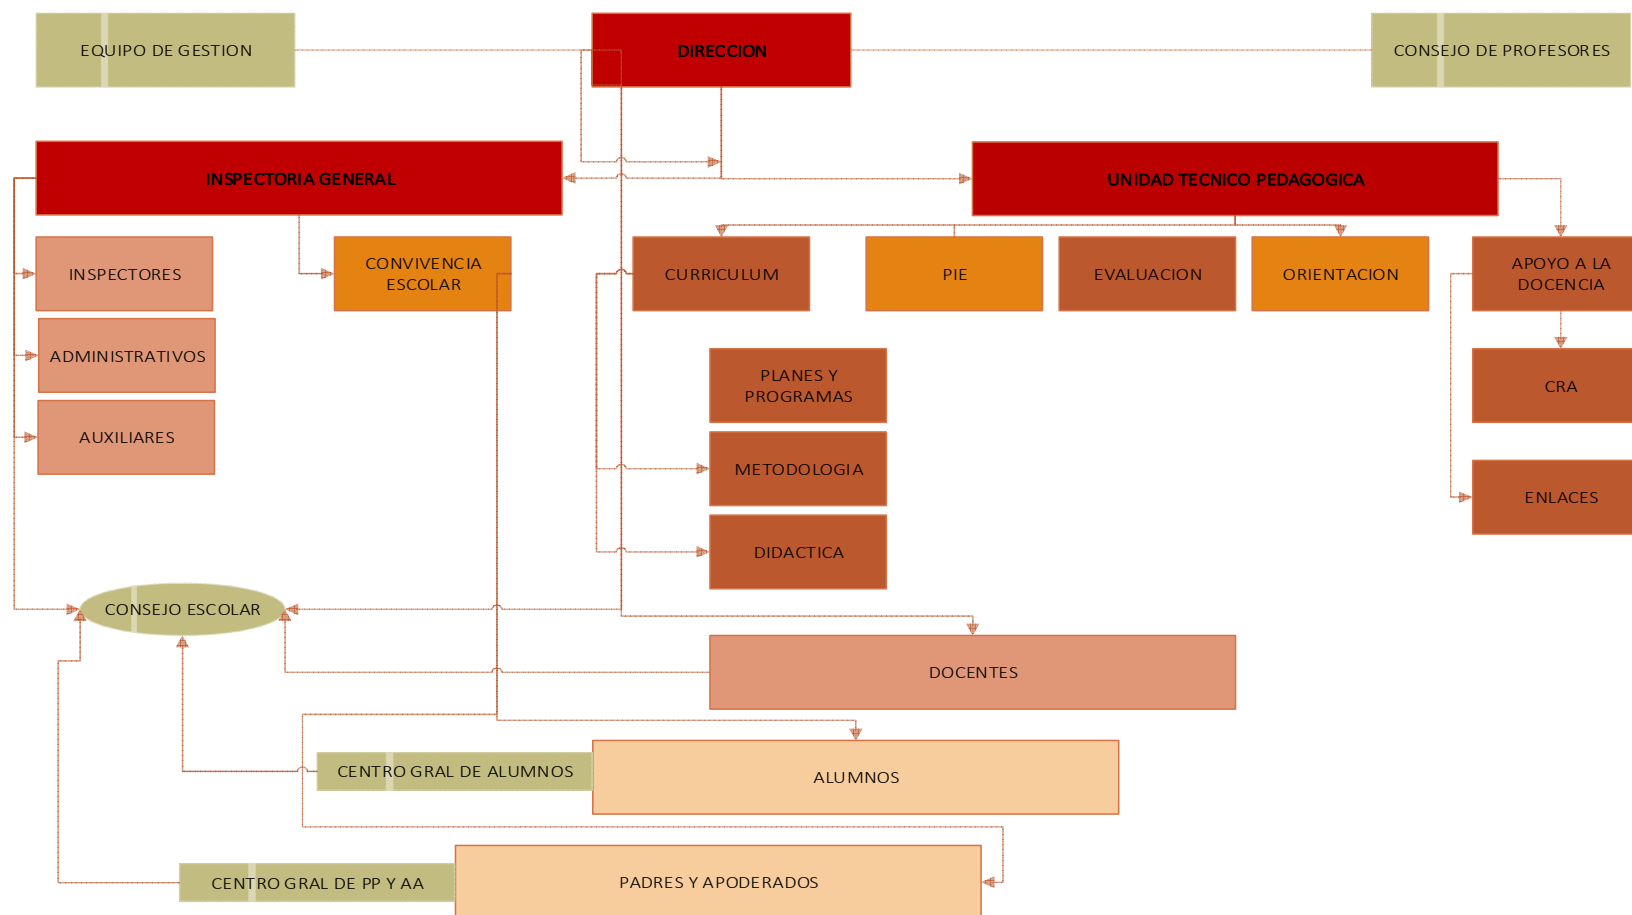 EQUIPO DE GESTION
DIRECCION
CONSEJO DE PROFESORES
INSPECTORIA GENERAL
UNIDAD TECNICO PEDAGOGICA
INSPECTORES
CONVIVENCIA
ESCOLAR
CURRICULUM
PIE
EVALUACION
ORIENTACION
APOYO A LA
DOCENCIA
ADMINISTRATIVOS
PLANES Y
PROGRAMAS
CRA
AUXILIARES
METODOLOGIA
ENLACES
DIDACTICA
CONSEJO ESCOLAR
DOCENTES
CENTRO GRAL DE ALUMNOS
ALUMNOS
CENTRO GRAL DE PP Y AA
PADRES Y APODERADOS